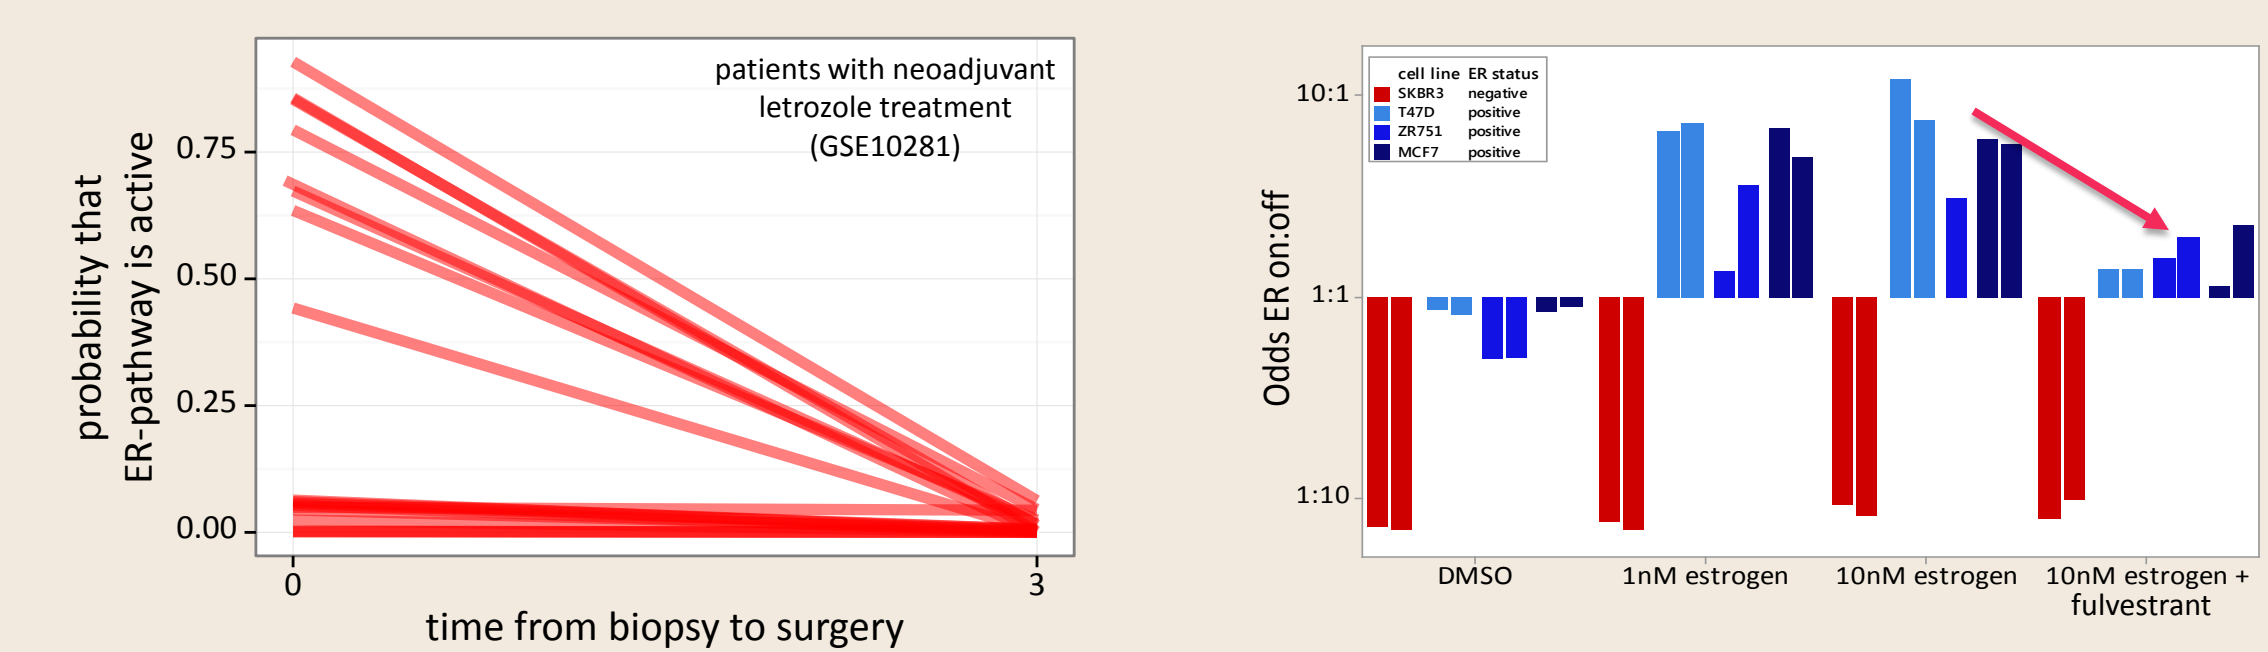 probability that
ER-pathway is active
0.75
0.50
0.25
0.00
patients with neoadjuvant
letrozole treatment
(GSE10281)
0
3
time from biopsy to surgery
Odds ER on:off
10:1
1:1
1:10
cell line ER status
SKBR3 negative
T47D positive
ZR751 positive
MCF7 positive
DMSO
1nM estrogen
10nM estrogen
10nM estrogen +
fulvestrant